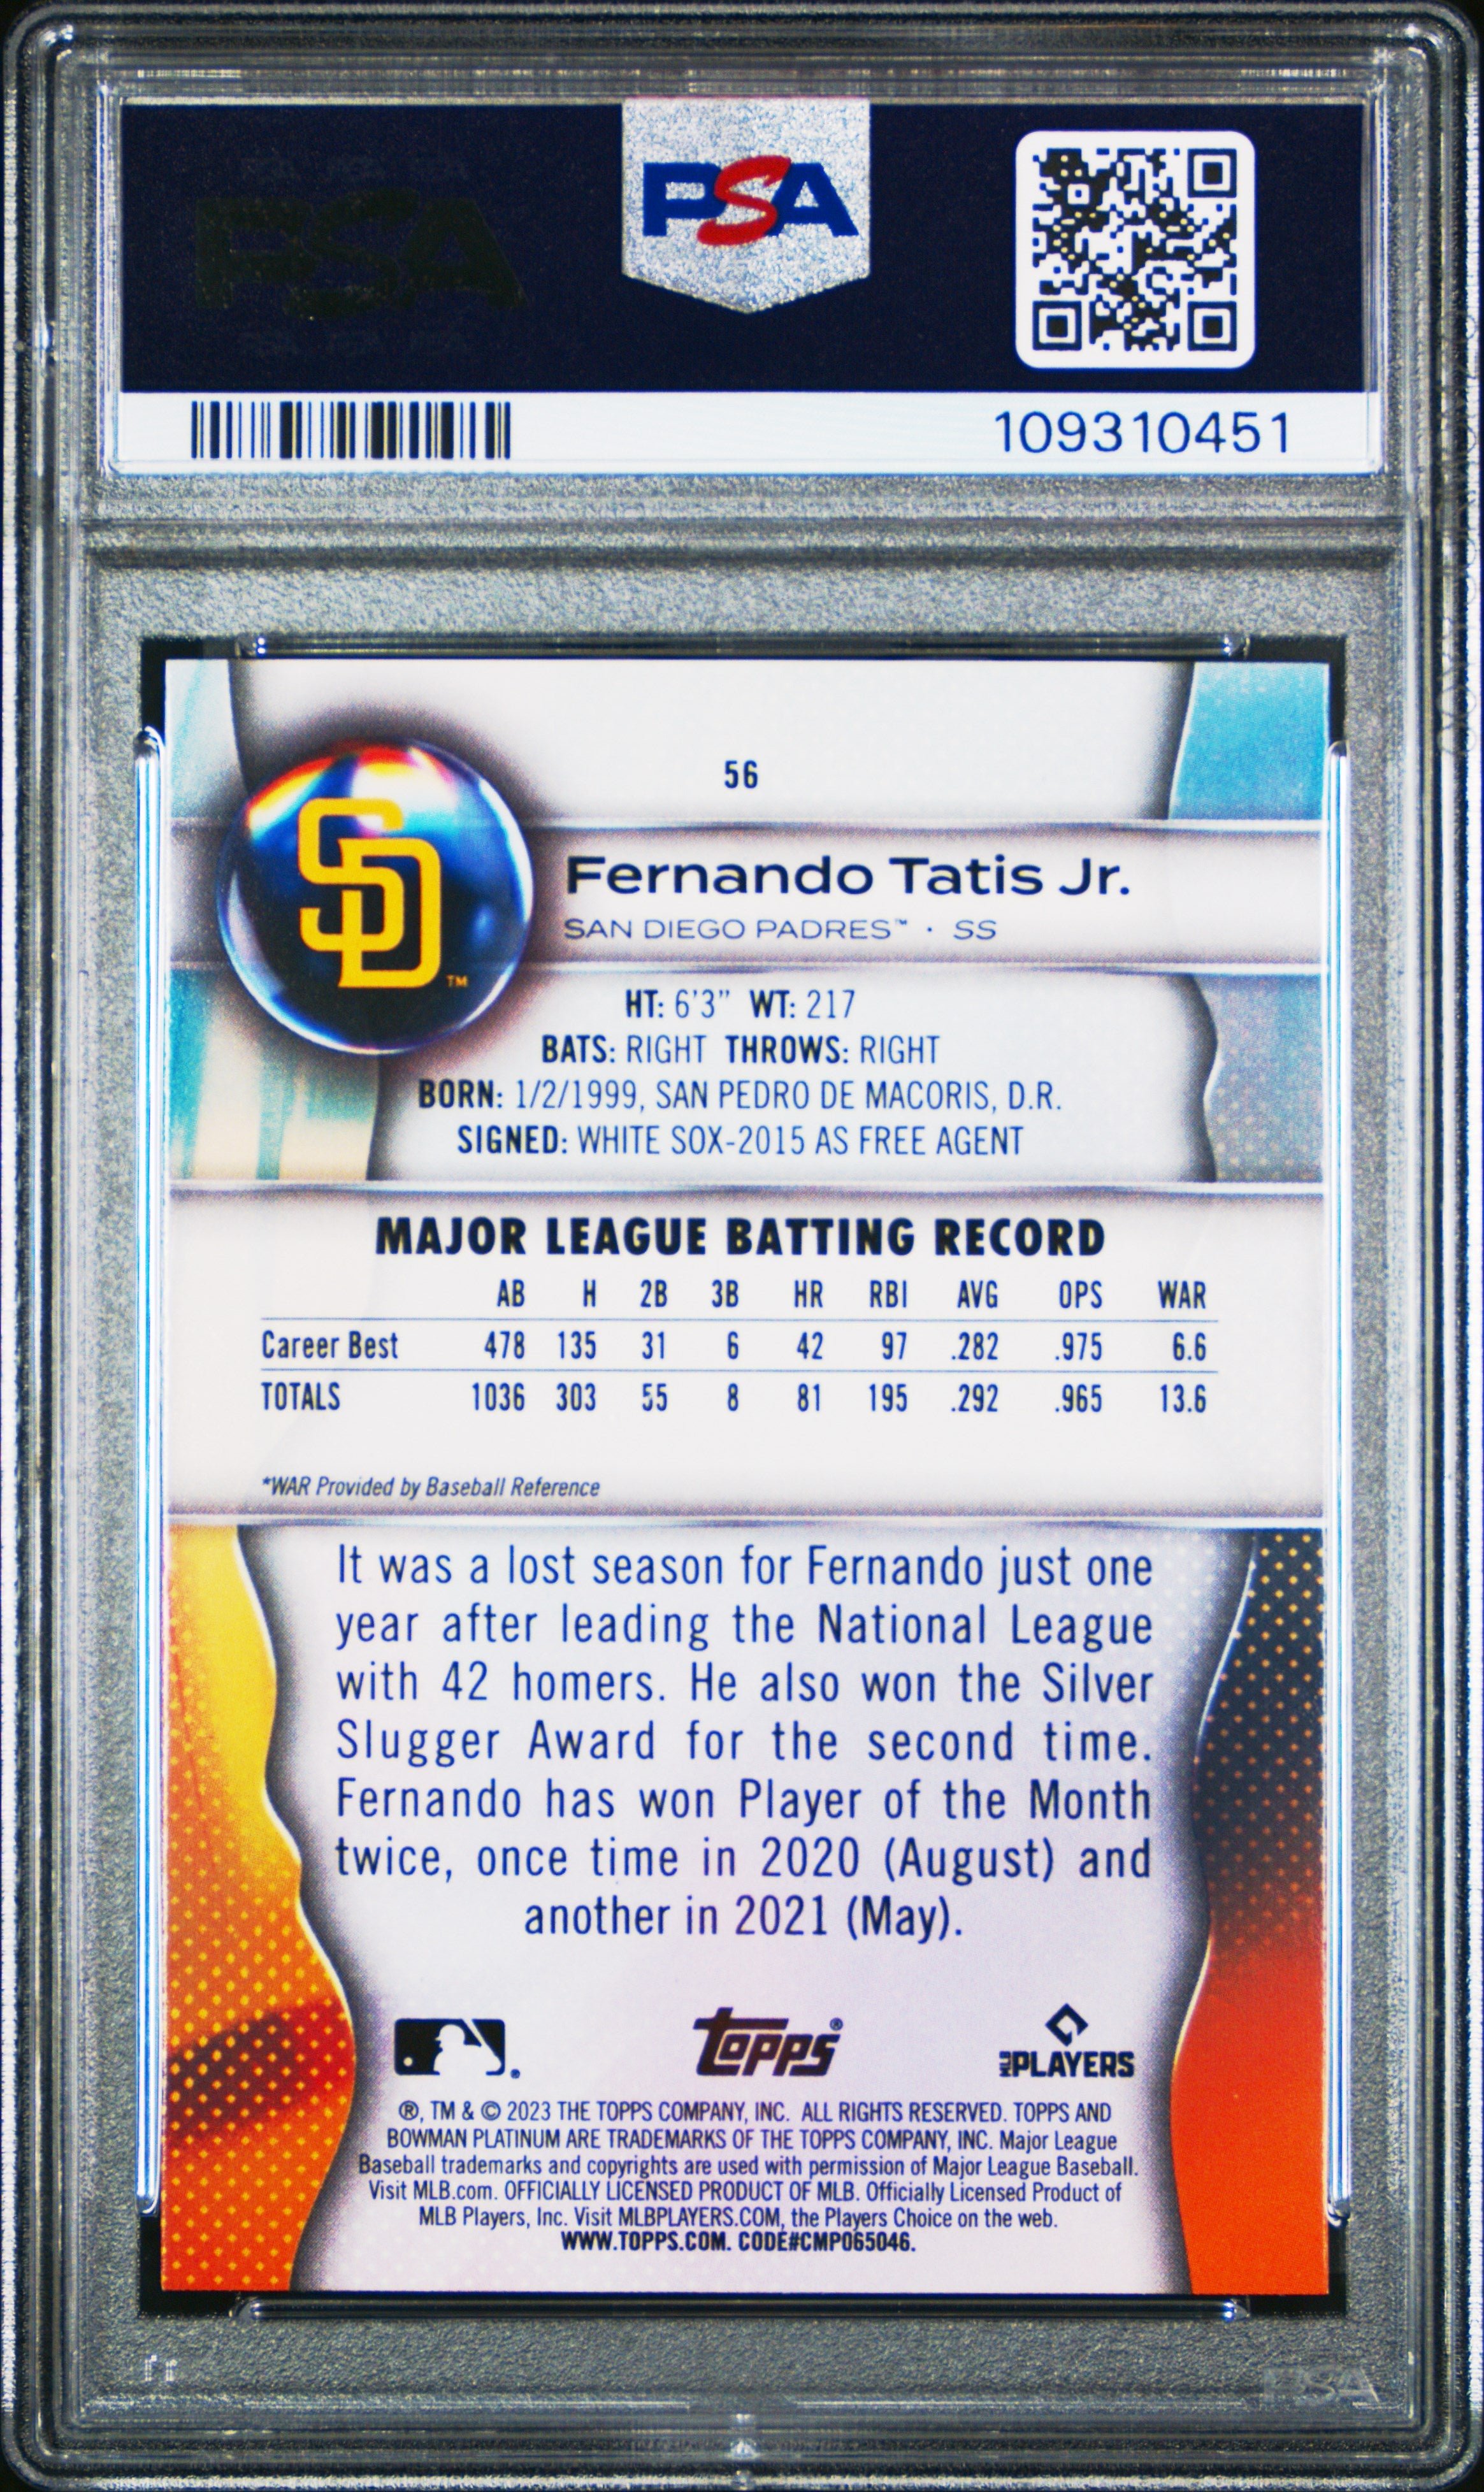 PSA
PSA
109310451
56
SD™
Fernando Tatis Jr.
SAN DIEGO PADRES™ · SS
HT: 6'3" WT: 217
BATS: RIGHT THROWS: RIGHT
BORN: 1/2/1999, SAN PEDRO DE MACORIS, D.R.
SIGNED: WHITE SOX-2015 AS FREE AGENT
MAJOR LEAGUE BATTING RECORD
AB H 2B 3B HR RBI AVG OPS WAR
Career Best 478 135 31 6 42 97 .282 .975 6.6
TOTALS 1036 303 55 8 81 195 .292 .965 13.6
*WAR Provided by Baseball Reference
It was a lost season for Fernando just one
year after leading the National League
with 42 homers. He also won the Silver
Slugger Award for the second time.
Fernando has won Player of the Month
twice, once time in 2020 (August) and
another in 2021 (May).
topps®
MLB PLAYERS
®, TM & © 2023 THE TOPPS COMPANY, INC. ALL RIGHTS RESERVED. TOPPS AND
BOWMAN PLATINUM ARE TRADEMARKS OF THE TOPPS COMPANY, INC. Major League
Baseball trademarks and copyrights are used with permission of Major League Baseball.
Visit MLB.com. OFFICIALLY LICENSED PRODUCT OF MLB. Officially Licensed Product of
MLB Players, Inc. Visit MLBPLAYERS.COM, the Players Choice on the web.
WWW.TOPPS.COM. CODE#CMP065046.
PSA